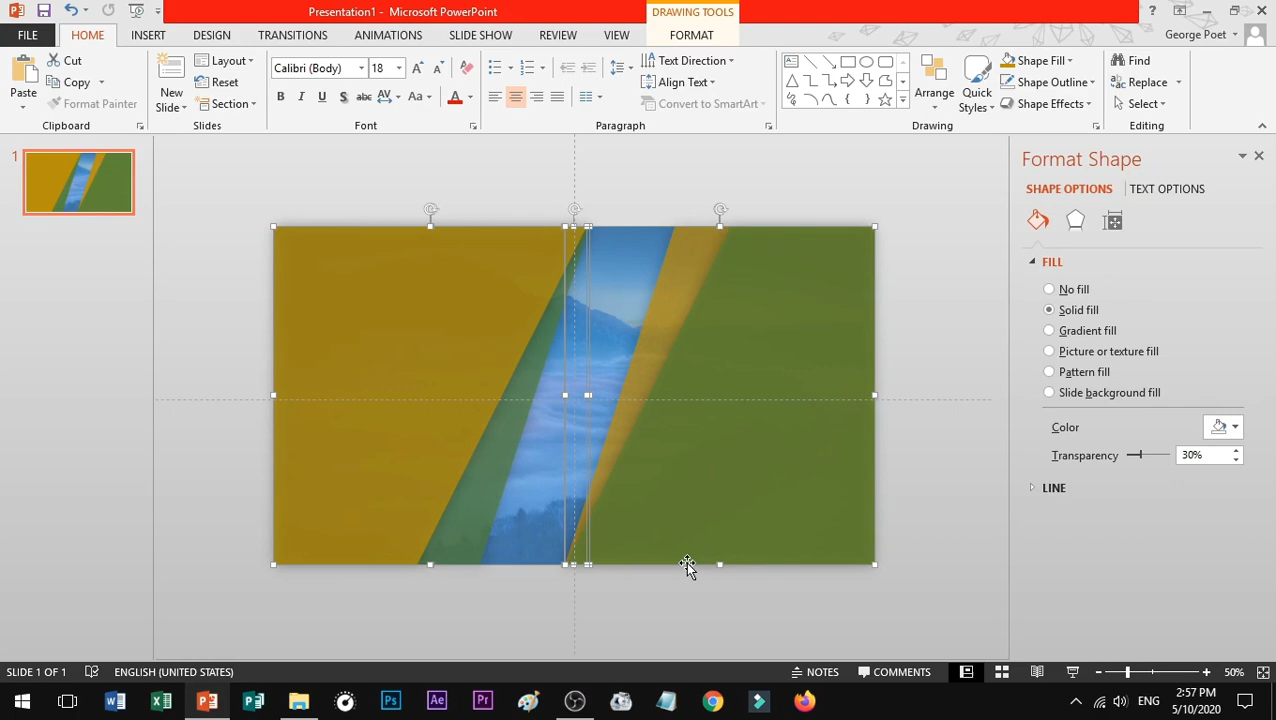 Presentation1 - Microsoft PowerPoint
DRAWING TOOLS
?
FILE
HOME
INSERT
DESIGN
TRANSITIONS
ANIMATIONS
SLIDE SHOW
REVIEW
VIEW
FORMAT
George Poet
Paste
Cut
Copy
Format Painter
Clipboard
New Slide
Layout
Reset
Section
Slides
Calibri (Body)
18
B I U S abc AV Aa A
Font
Text Direction
Align Text
Convert to SmartArt
Paragraph
Arrange
Quick Styles
Shape Fill
Shape Outline
Shape Effects
Drawing
Find
Replace
Select
Editing
1
Format Shape
SHAPE OPTIONS
TEXT OPTIONS
FILL
No fill
Solid fill
Gradient fill
Picture or texture fill
Pattern fill
Slide background fill
Color
Transparency
30%
LINE
SLIDE 1 OF 1
ENGLISH (UNITED STATES)
NOTES
COMMENTS
50%
ENG
2:57 PM
5/10/2020